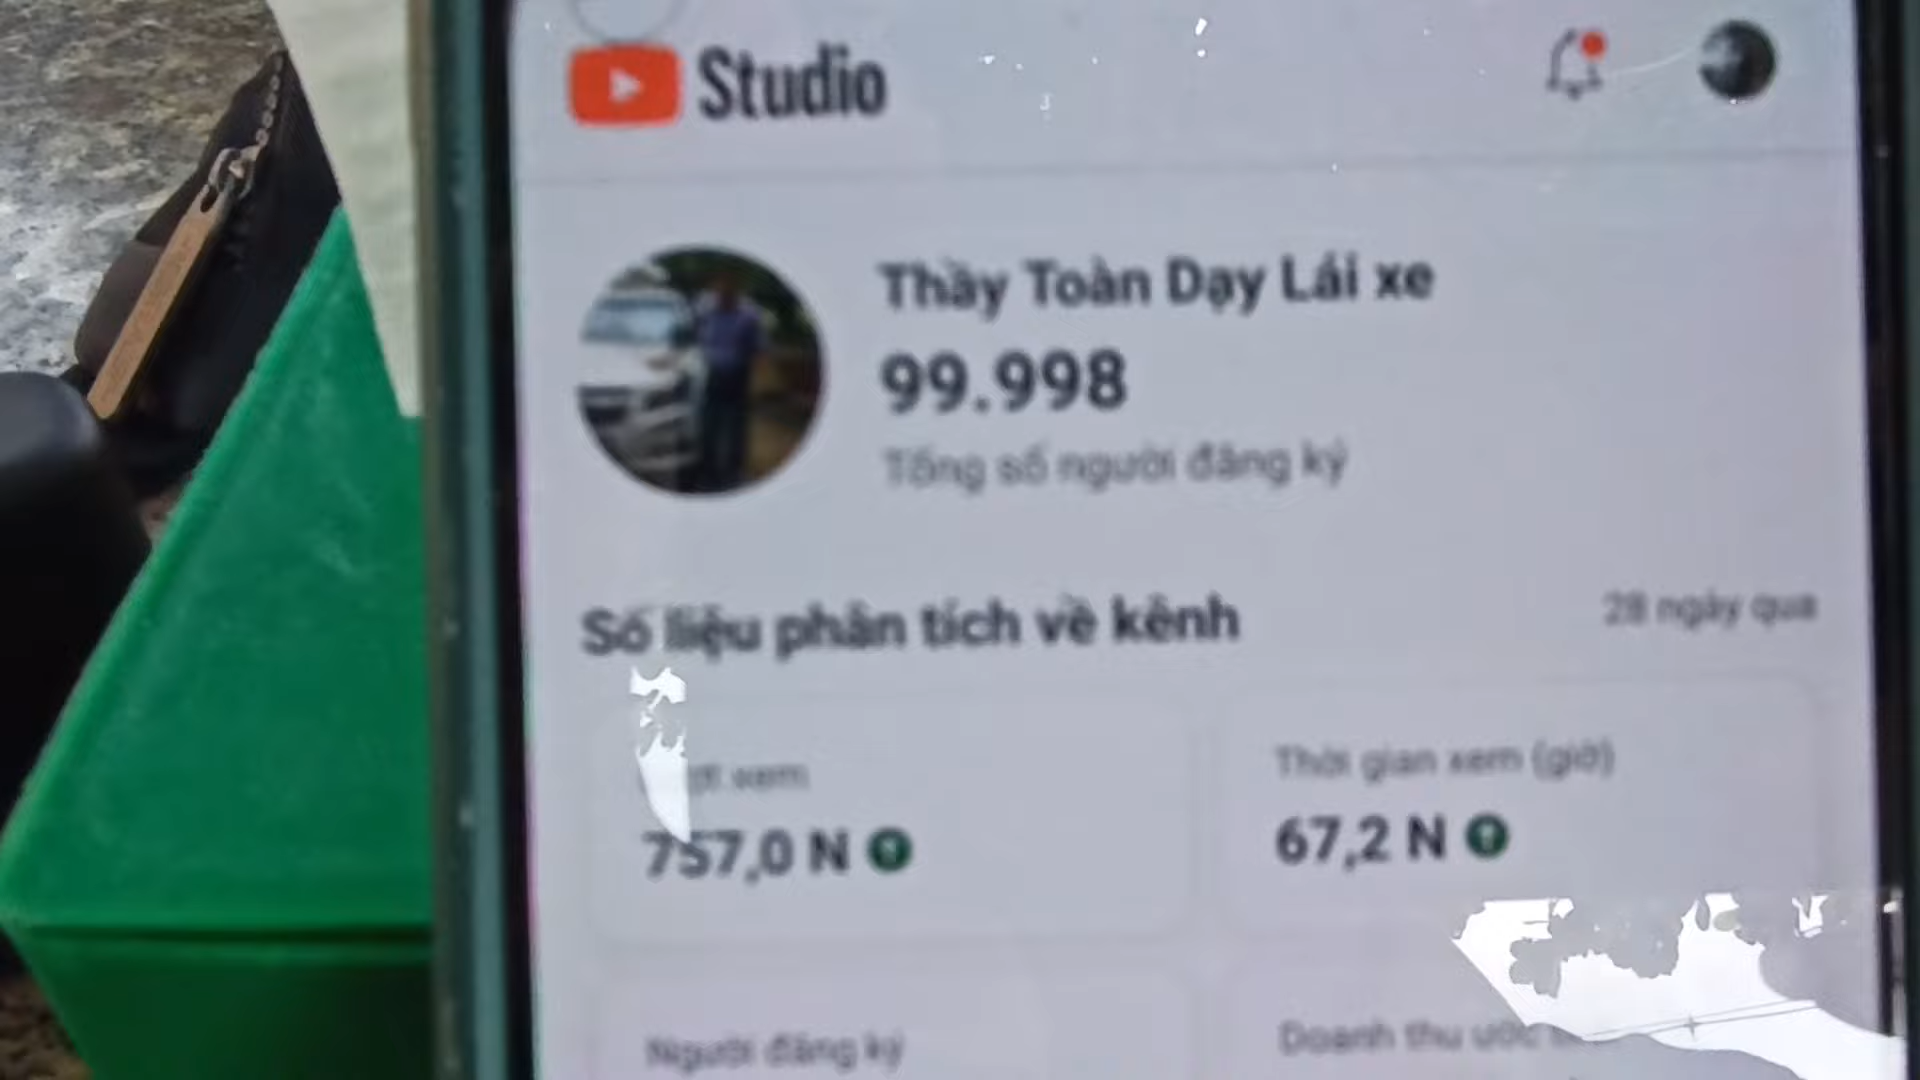 Studio
Thầy Toàn Dạy Lái xe
99.998
Tổng số người đăng ký
Số liệu phân tích về kênh
28 ngày qua
xem
757,0 N
Thời gian xem (giờ)
67,2 N
Người đăng ký
Doanh thu ước